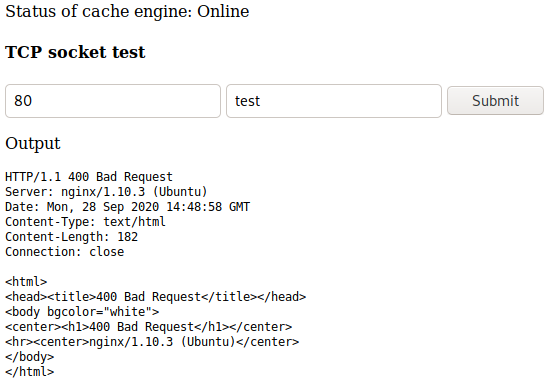 Status of cache engine: Online
TCP socket test
80 test Submit
Output
HTTP/1.1 400 Bad Request
Server: nginx/1.10.3 (Ubuntu)
Date: Mon, 28 Sep 2020 14:48:58 GMT
Content-Type: text/html
Content-Length: 182
Connection: close
<html>
<head><title>400 Bad Request</title></head>
<body bgcolor="white">
<center><h1>400 Bad Request</h1></center>
<hr><center>nginx/1.10.3 (Ubuntu)</center>
</body>
</html>